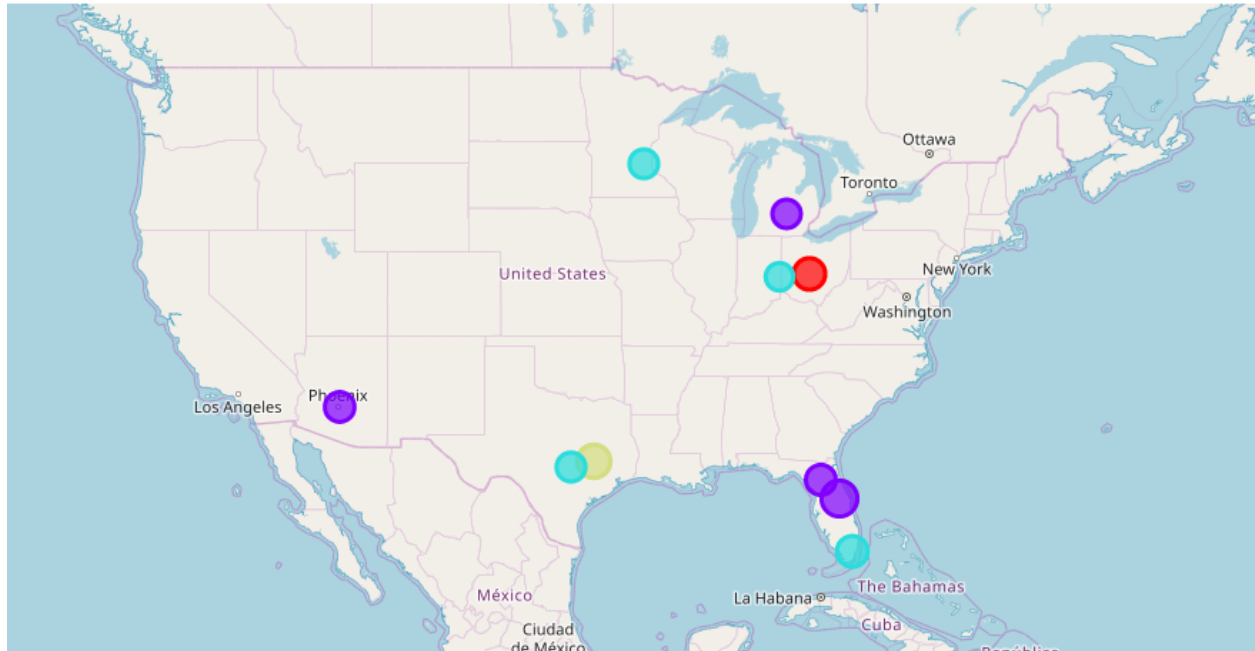 Ottawa
Toronto
United States
New York
Washington
Phoenix
Los Angeles
The Bahamas
México
La Habana
Cuba
Ciudad
de México
República